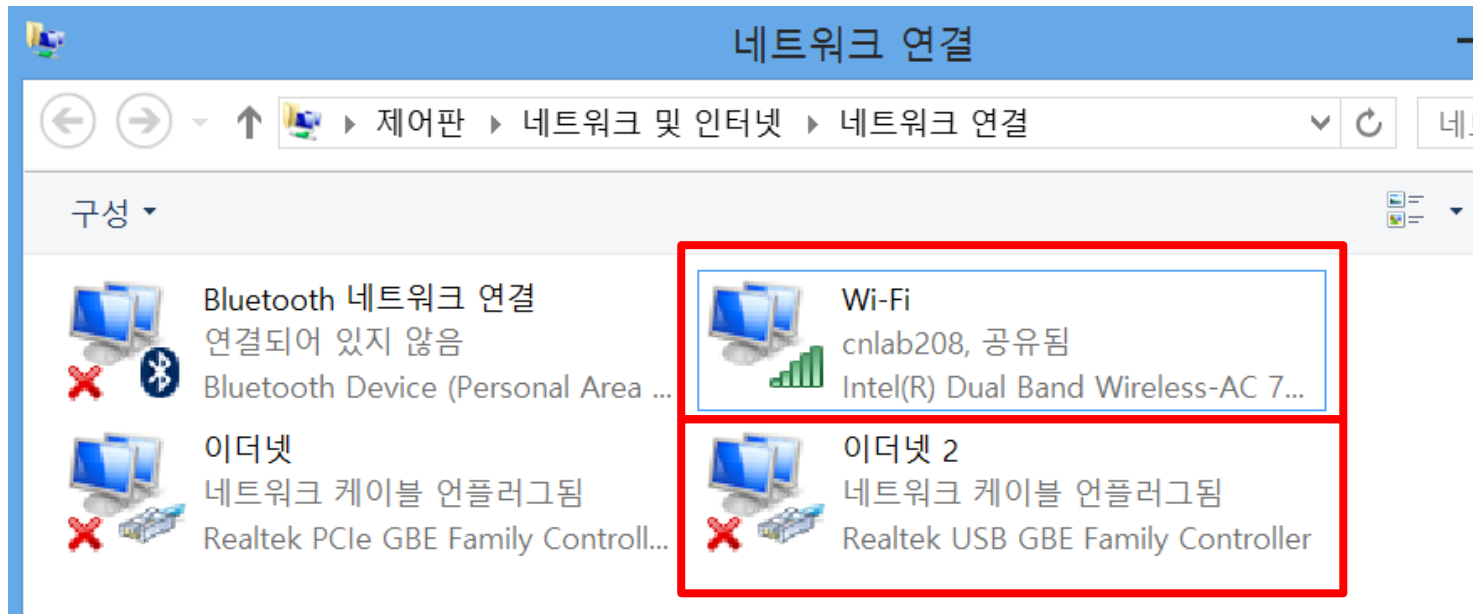 네트워크 연결
제어판 네트워크 및 인터넷 네트워크 연결
구성
Bluetooth 네트워크 연결
연결되어 있지 않음
Bluetooth Device (Personal Area ...
Wi-Fi
cnlab208, 공유됨
Intel(R) Dual Band Wireless-AC 7...
이더넷
네트워크 케이블 언플러그됨
Realtek PCIe GBE Family Controll...
이더넷 2
네트워크 케이블 언플러그됨
Realtek USB GBE Family Controller